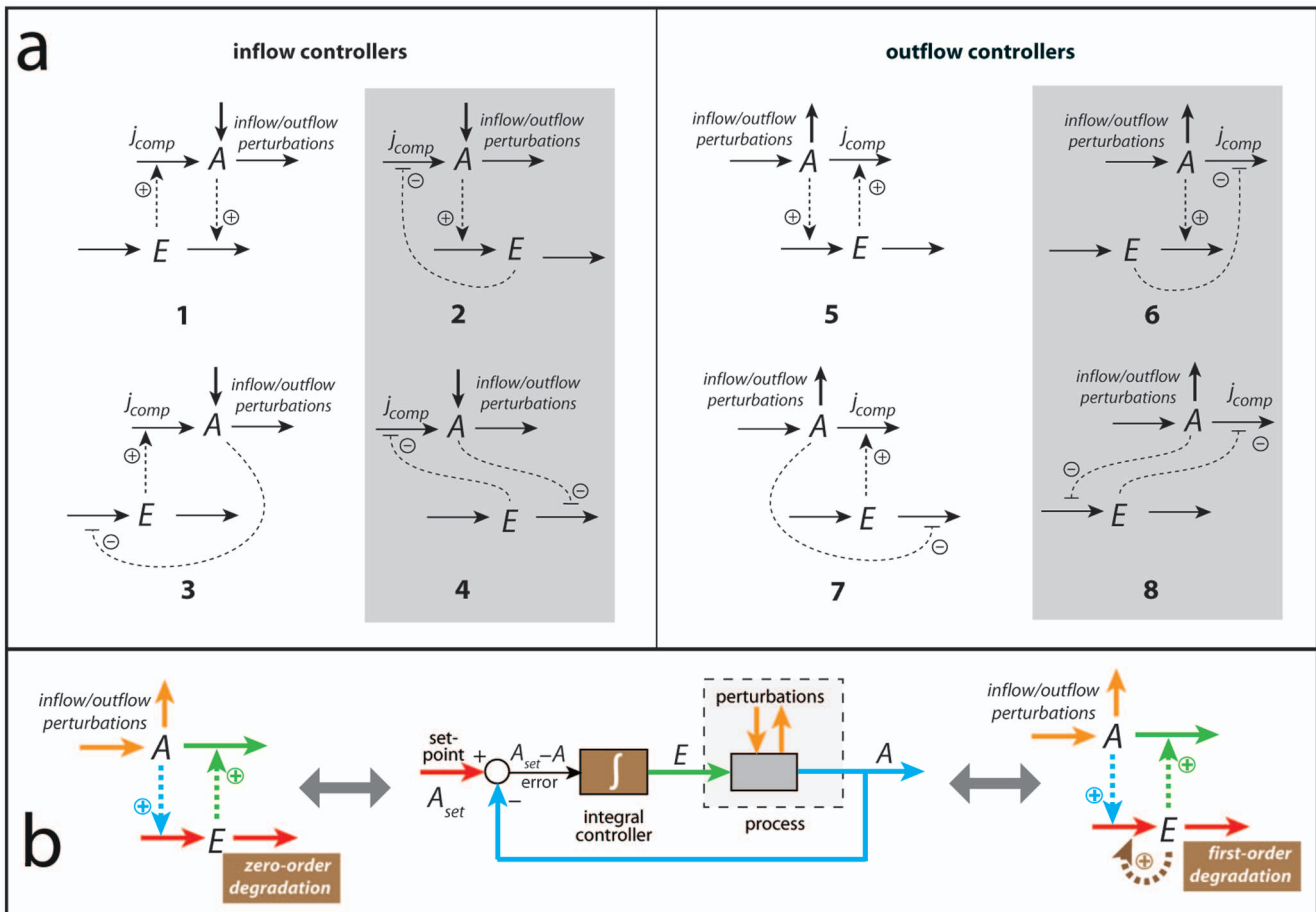 a
inflow controllers
outflow controllers
j_comp
A
inflow/outflow
perturbations
⊕
⊕
E
1
j_comp
⊖
A
inflow/outflow
perturbations
⊕
E
2
inflow/outflow
perturbations
A
j_comp
⊕
⊕
E
5
inflow/outflow
perturbations
A
j_comp
⊖
⊕
E
6
j_comp
A
inflow/outflow
perturbations
⊕
E
⊖
3
j_comp
⊖
A
inflow/outflow
perturbations
⊖
E
4
inflow/outflow
perturbations
A
j_comp
⊕
E
⊖
7
inflow/outflow
perturbations
A
j_comp
⊖
⊖
E
8
b
inflow/outflow
perturbations
A
⊕
⊕
E
zero-order
degradation
set-
point
+
A_set
−
A_set−A
error
∫
integral
controller
E
perturbations
process
A
inflow/outflow
perturbations
A
⊕
⊕
E
⊕
first-order
degradation